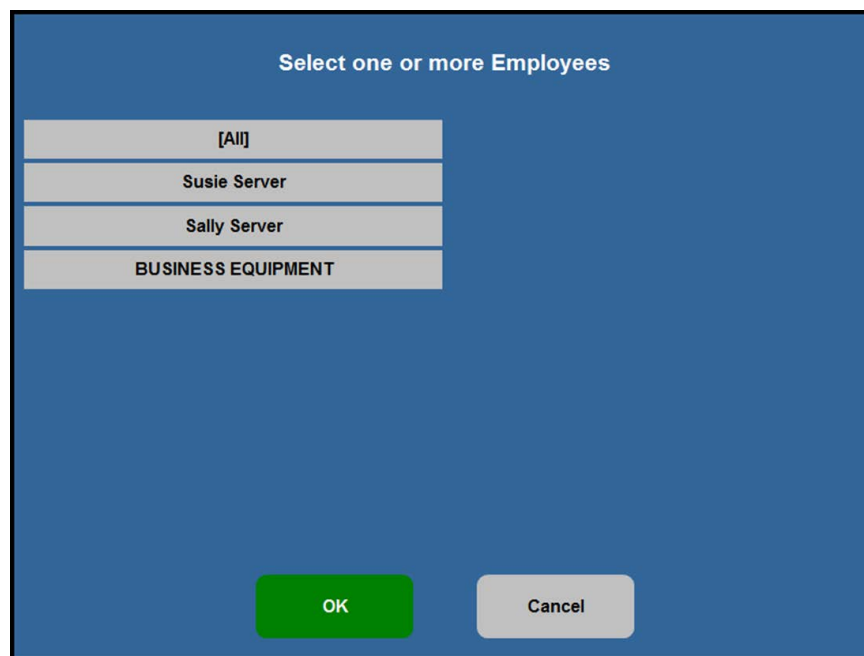 Select one or more Employees
[All]
Susie Server
Sally Server
BUSINESS EQUIPMENT
OK
Cancel